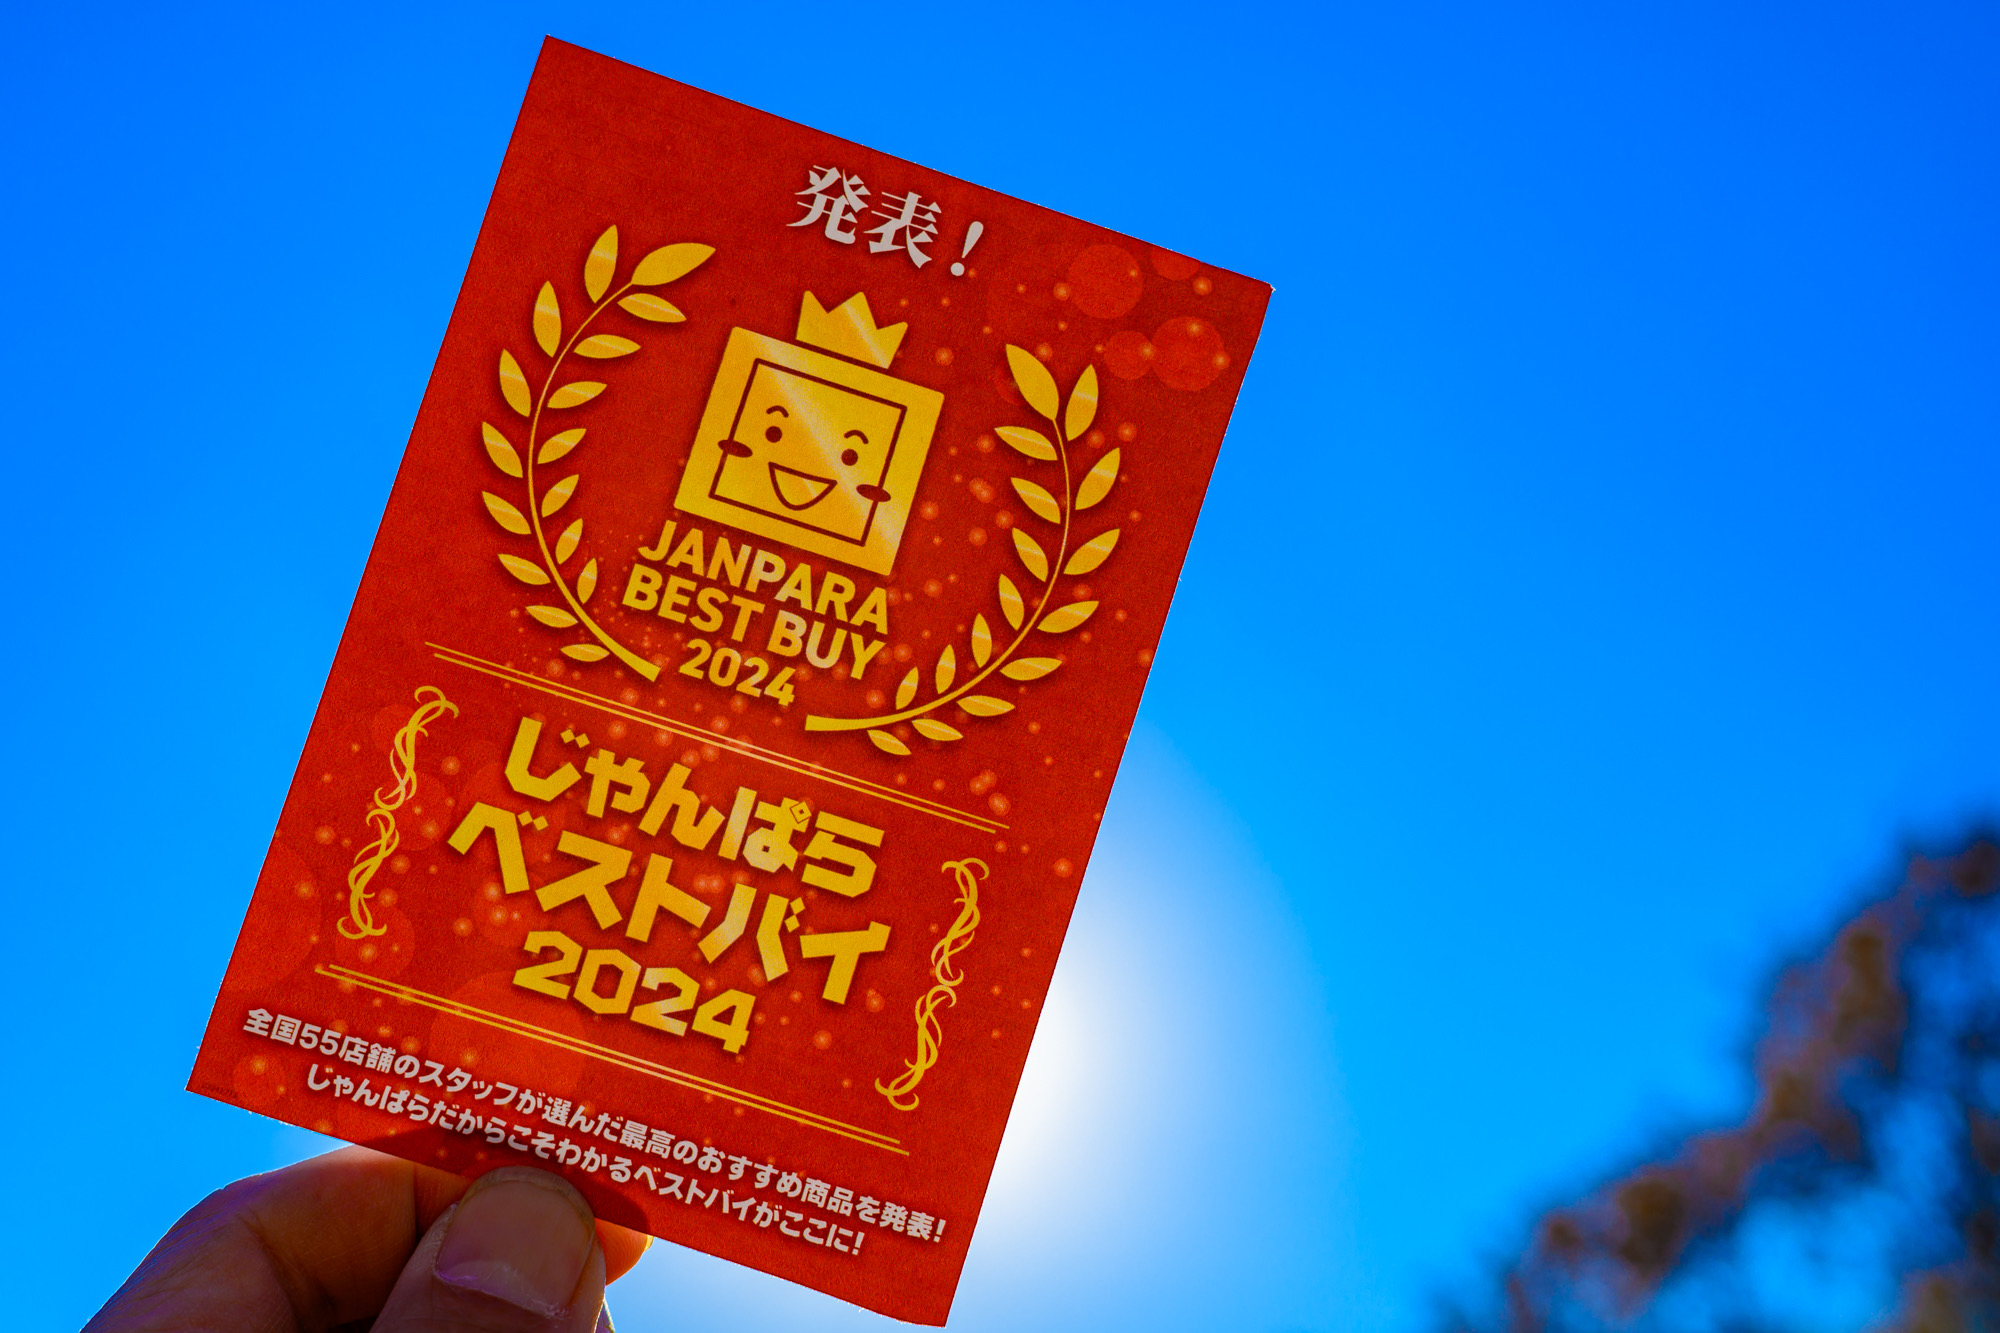 発表！
JANPARA
BEST BUY
2024
じゃんぱら
ベストバイ
2024
全国55店舗のスタッフが選んだ最高のおすすめ商品を発表！
じゃんぱらだからこそわかるベストバイがここに！